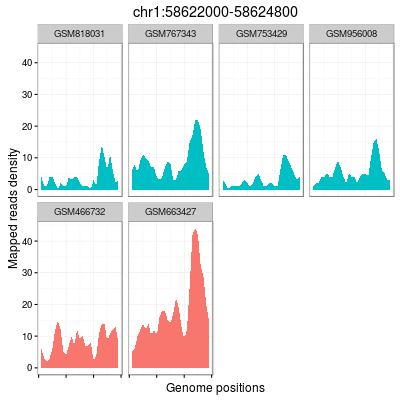 chr1:58622000-58624800
GSM818031 GSM767343 GSM753429 GSM956008
40
30
20
10
0
GSM466732 GSM663427
40
30
20
10
0
Mapped reads density
Genome positions